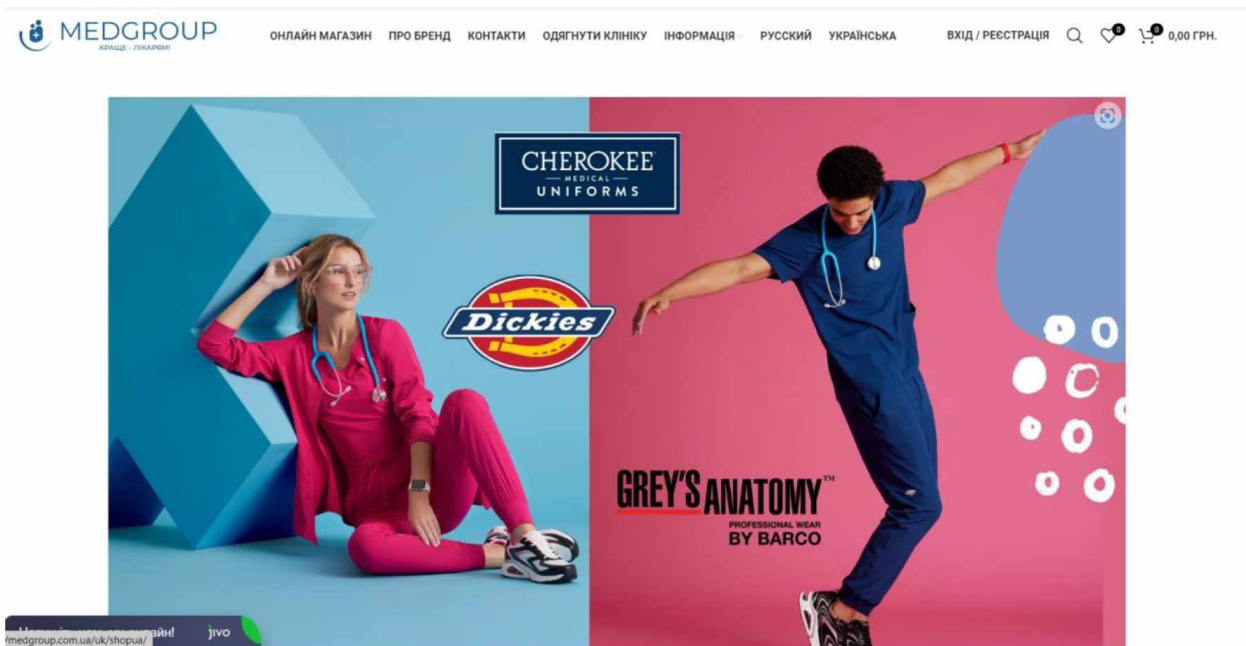 MEDGROUP
КРАЩЕ - ЛІКАРЯМ!
ОНЛАЙН МАГАЗИН ПРО БРЕНД КОНТАКТИ ОДЯГНУТИ КЛІНІКУ ІНФОРМАЦІЯ РУССКИЙ УКРАЇНСЬКА ВХІД / РЕЄСТРАЦІЯ 0 0 0,00 ГРН.
CHEROKEE
MEDICAL
UNIFORMS
Dickies
GREY'S ANATOMY™
PROFESSIONAL WEAR
BY BARCO
jivo
/medgroup.com.ua/uk/shopua/